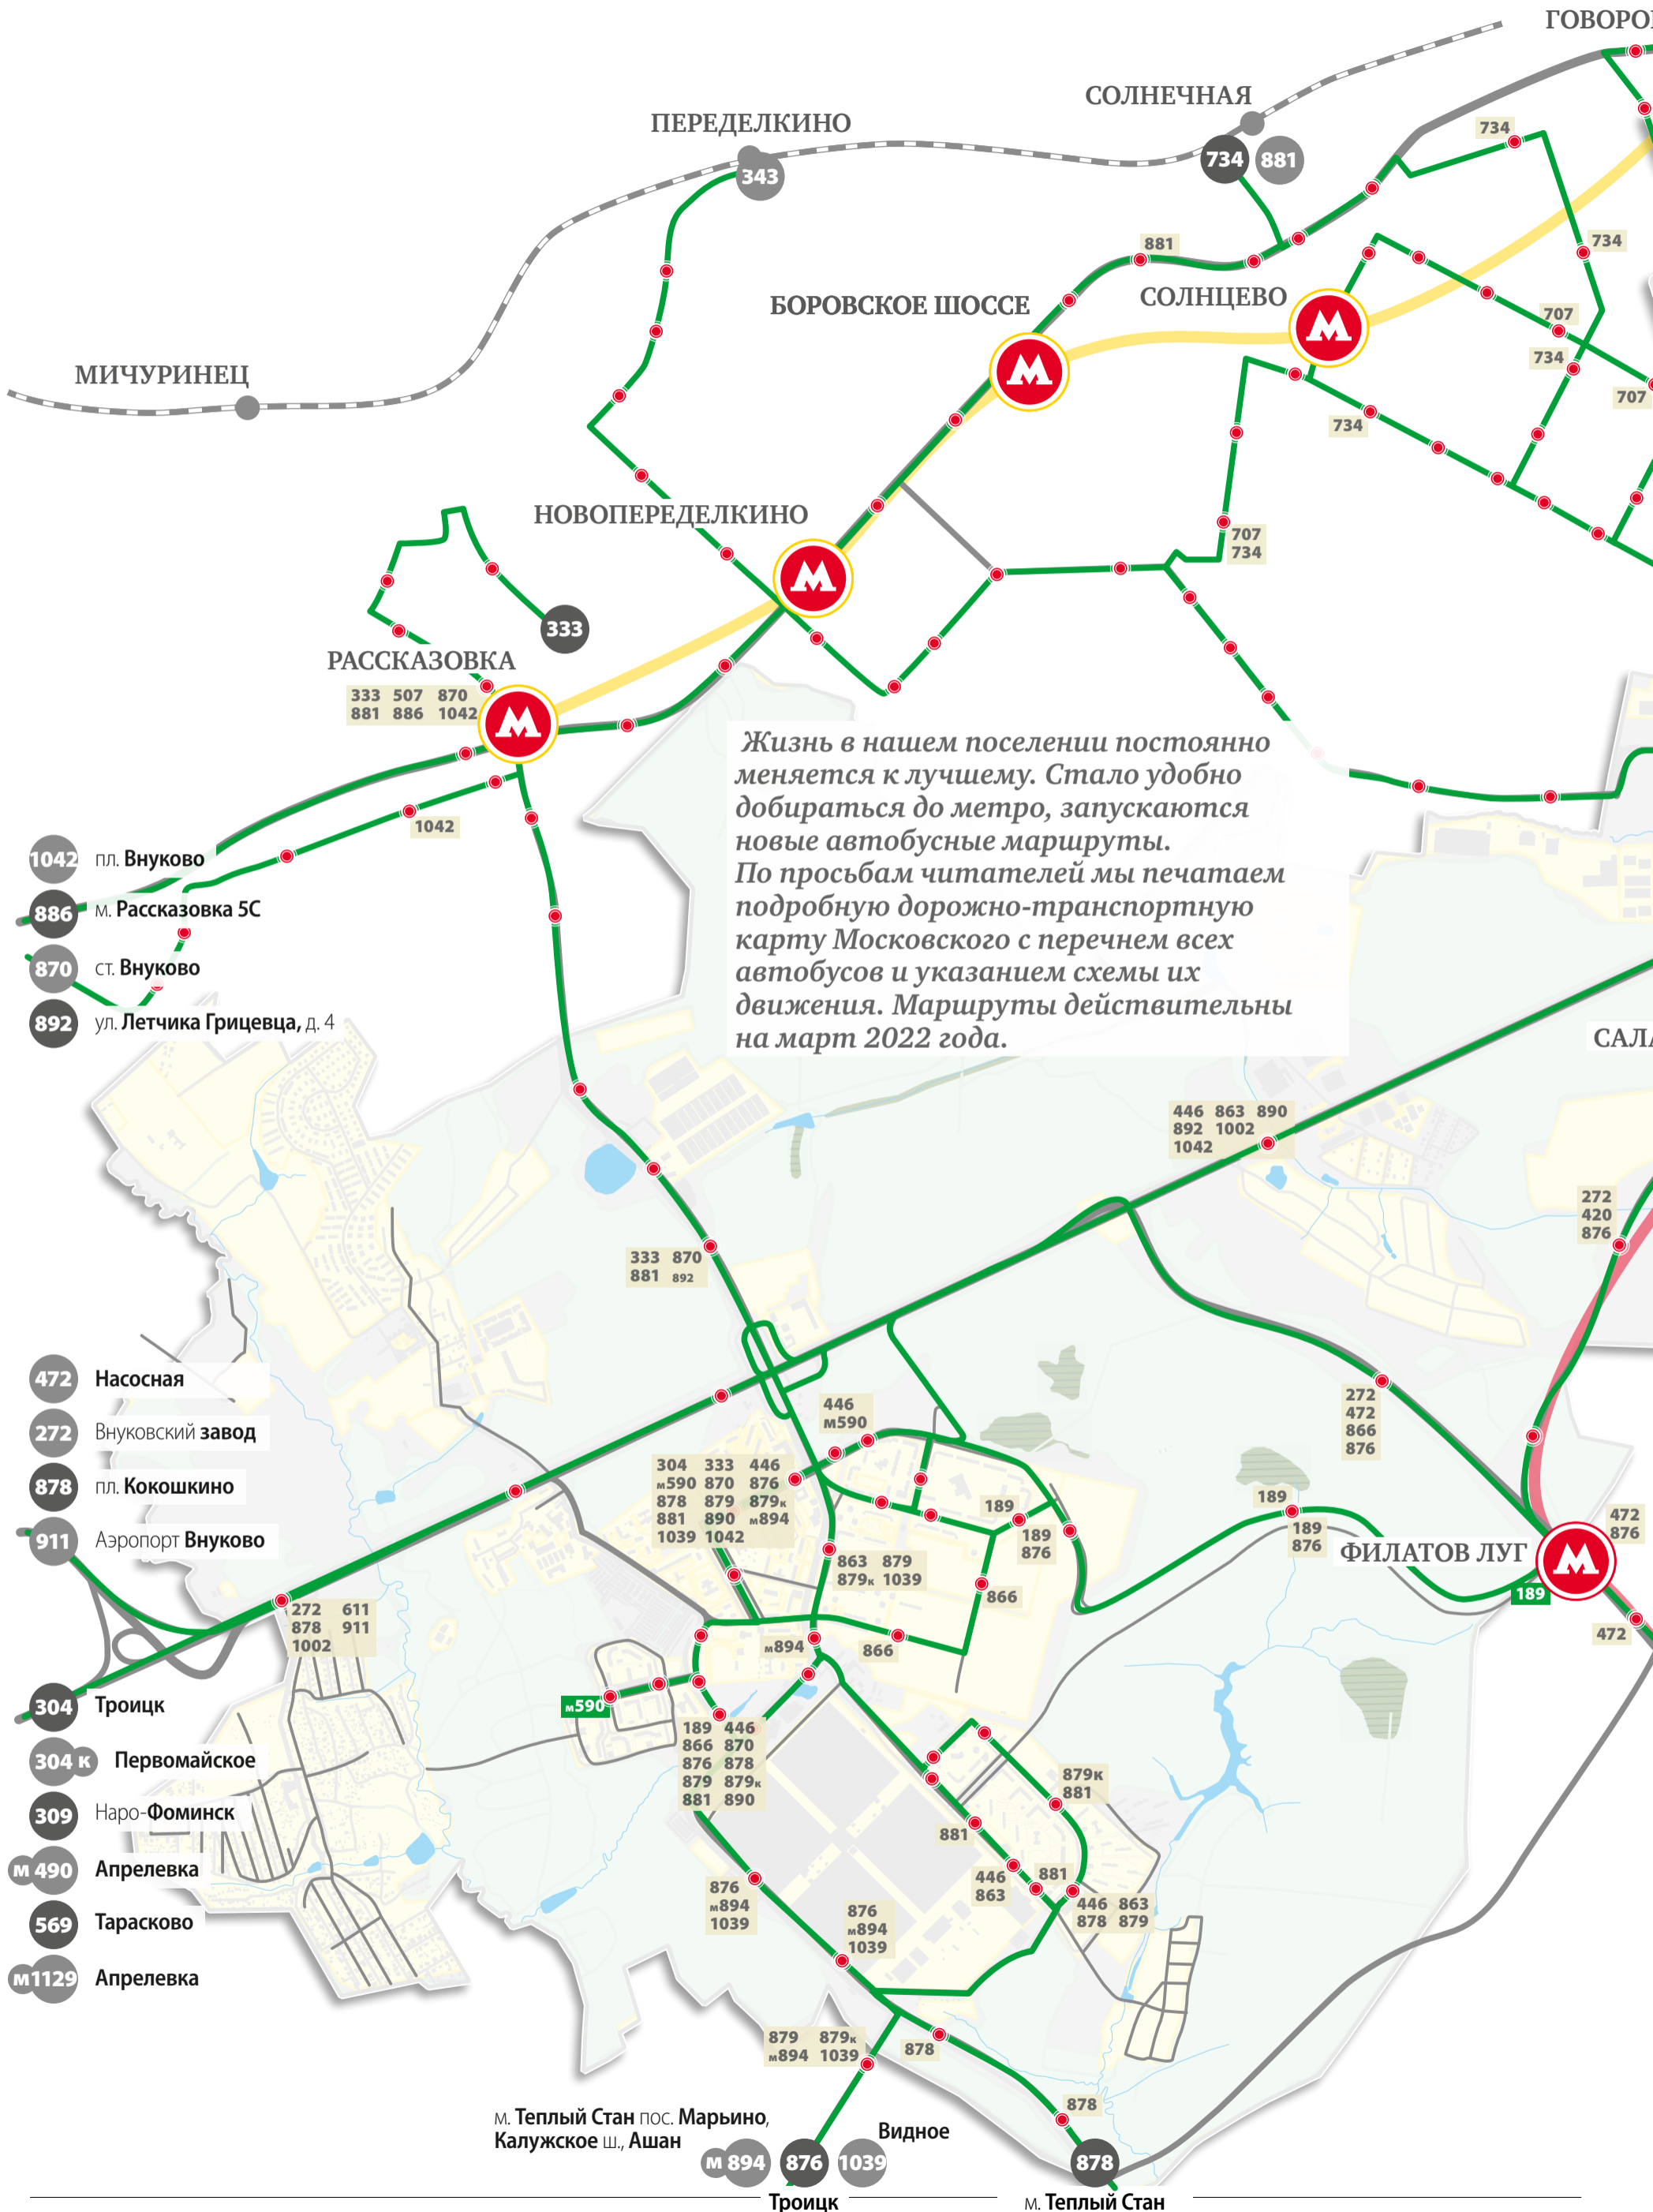 СОЛНЕЧНАЯ
734 881
ПЕРЕДЕЛКИНО
343
734
734
881
БОРОВСКОЕ ШОССЕ
СОЛНЦЕВО
707
734
707
734
МИЧУРИНЕЦ
НОВОПЕРЕДЕЛКИНО
707
734
333
РАССКАЗОВКА
333 507 870
881 886 1042
1042
Жизнь в нашем поселении постоянно
меняется к лучшему. Стало удобно
добираться до метро, запускаются
новые автобусные маршруты.
По просьбам читателей мы печатаем
подробную дорожно-транспортную
карту Московского с перечнем всех
автобусов и указанием схемы их
движения. Маршруты действительны
на март 2022 года.
1042 пл. Внуково
886 м. Рассказовка 5С
870 ст. Внуково
892 ул. Летчика Грицевца, д. 4
446 863 890
892 1002
1042
272
420
876
333 870
881 892
472 Насосная
272 Внуковский завод
878 пл. Кокошкино
911 Аэропорт Внуково
272
472
866
876
446
м590
304 333 446
м590 870 876
878 879 879к
881 890 м894
1039 1042
189
189
876
189
189
876
ФИЛАТОВ ЛУГ
472
876
189
472
863 879
879к 1039
866
272 611
878 911
1002
м894
866
м590
304 Троицк
304 к Первомайское
309 Наро-Фоминск
м 490 Апрелевка
569 Тарасково
м1129 Апрелевка
189 446
866 870
876 878
879 879к
881 890
879к
881
881
446
863
881
446 863
878 879
876
м894
1039
876
м894
1039
879 879к
м894 1039
878
878
м. Теплый Стан пос. Марьино,
Калужское ш., Ашан
Видное
м 894 876 1039
878
Троицк
м. Теплый Стан